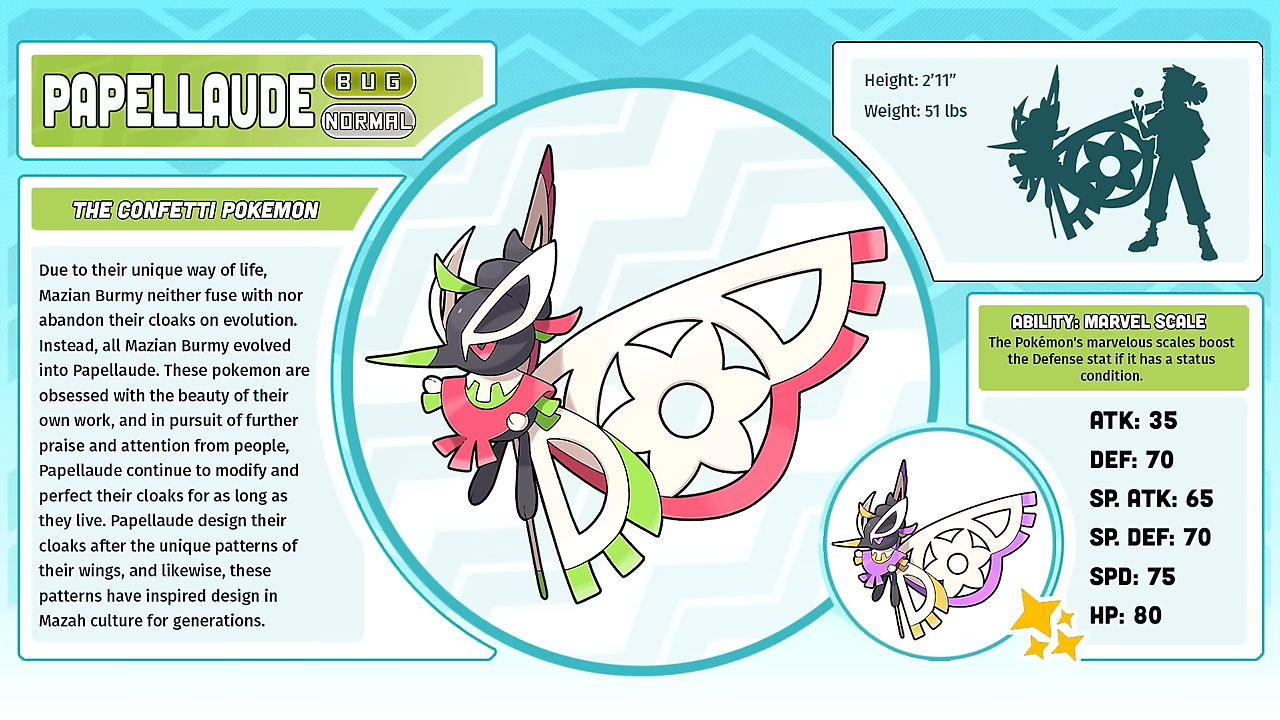 PAPELLAUDE
BUG
NORMAL
THE CONFETTI POKEMON
Due to their unique way of life,
Mazian Burmy neither fuse with nor
abandon their cloaks on evolution.
Instead, all Mazian Burmy evolved
into Papellaude. These pokemon are
obsessed with the beauty of their
own work, and in pursuit of further
praise and attention from people,
Papellaude continue to modify and
perfect their cloaks for as long as
they live. Papellaude design their
cloaks after the unique patterns of
their wings, and likewise, these
patterns have inspired design in
Mazah culture for generations.
Height: 2’11”
Weight: 51 lbs
ABILITY: MARVEL SCALE
The Pokémon's marvelous scales boost
the Defense stat if it has a status
condition.
ATK: 35
DEF: 70
SP. ATK: 65
SP. DEF: 70
SPD: 75
HP: 80